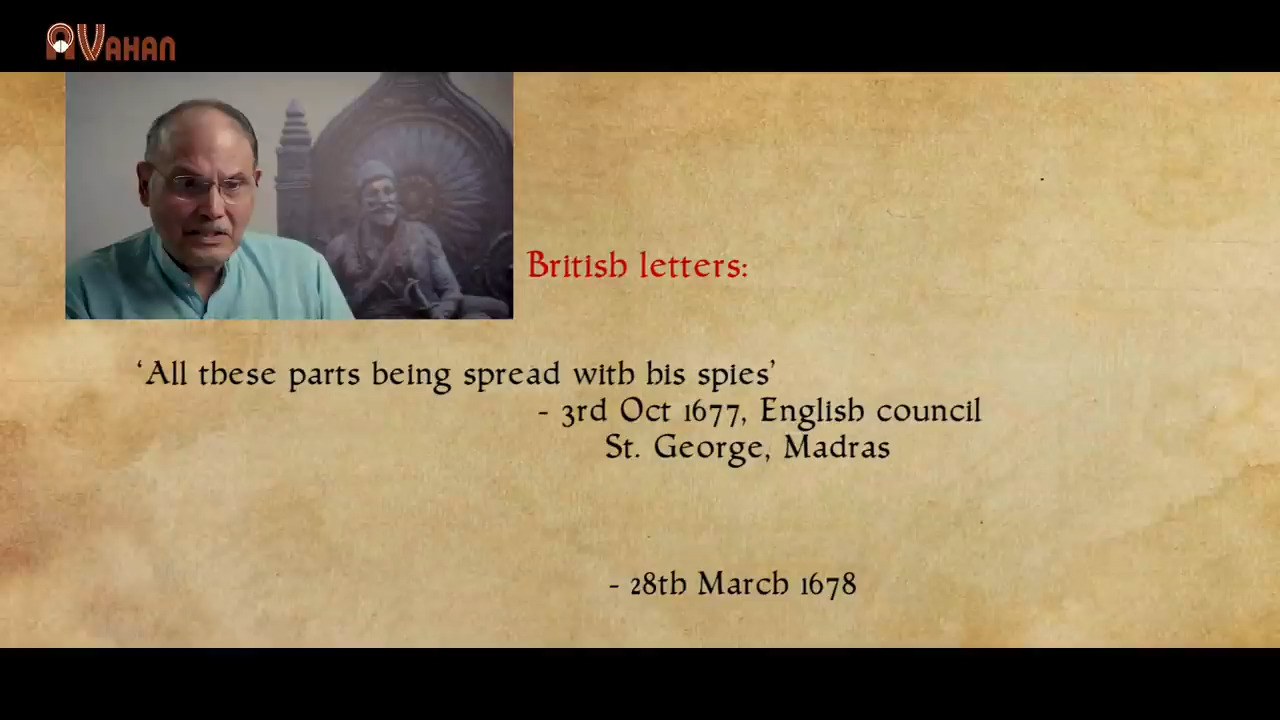 AVAHAN
British letters:
‘All these parts being spread with his spies’
- 3rd Oct 1677, English council
St. George, Madras
- 28th March 1678